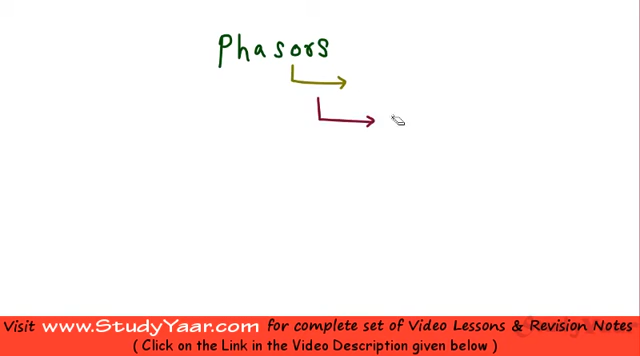 Phasors
Visit www.StudyYaar.com for complete set of Video Lessons & Revision Notes
( Click on the Link in the Video Description given below )